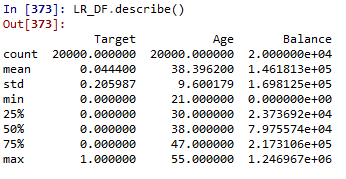 In [373]: LR_DF.describe()
Out[373]:
Target Age Balance
count 20000.000000 20000.000000 2.000000e+04
mean 0.044400 38.396200 1.461813e+05
std 0.205987 9.600179 1.698125e+05
min 0.000000 21.000000 0.000000e+00
25% 0.000000 30.000000 2.373692e+04
50% 0.000000 38.000000 7.975574e+04
75% 0.000000 47.000000 2.173106e+05
max 1.000000 55.000000 1.246967e+06